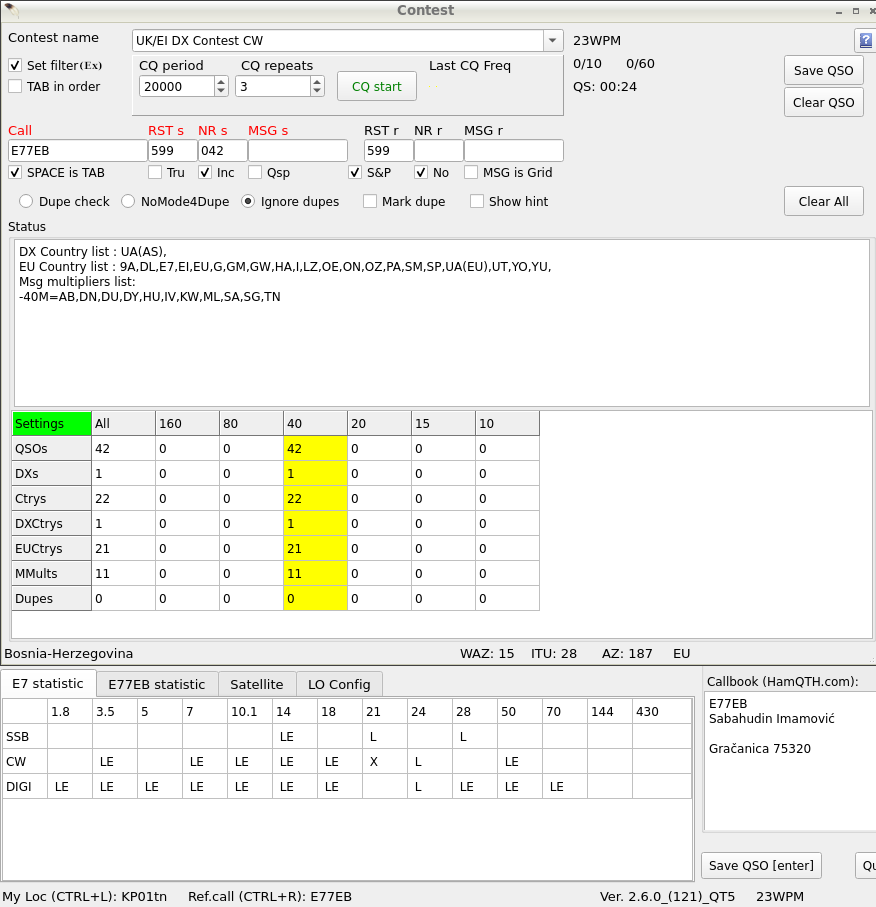 Contest
Contest name
UK/EI DX Contest CW
23WPM
?
Set filter(Ex)
CQ period
CQ repeats
Last CQ Freq
0/10 0/60
Save QSO
TAB in order
20000
3
CQ start
QS: 00:24
Clear QSO
Call RST s NR s MSG s RST r NR r MSG r
E77EB 599 042 599
SPACE is TAB Tru Inc Qsp S&P No MSG is Grid
Dupe check NoMode4Dupe Ignore dupes Mark dupe Show hint Clear All
Status
DX Country list : UA(AS),
EU Country list : 9A,DL,E7,EI,EU,G,GM,GW,HA,I,LZ,OE,ON,OZ,PA,SM,SP,UA(EU),UT,YO,YU,
Msg multipliers list:
-40M=AB,DN,DU,DY,HU,IV,KW,ML,SA,SG,TN
Settings All 160 80 40 20 15 10
QSOs 42 0 0 42 0 0 0
DXs 1 0 0 1 0 0 0
Ctrys 22 0 0 22 0 0 0
DXCtrys 1 0 0 1 0 0 0
EUCtrys 21 0 0 21 0 0 0
MMults 11 0 0 11 0 0 0
Dupes 0 0 0 0 0 0 0
Bosnia-Herzegovina WAZ: 15 ITU: 28 AZ: 187 EU
E7 statistic E77EB statistic Satellite LO Config
1.8 3.5 5 7 10.1 14 18 21 24 28 50 70 144 430
SSB LE L L
CW LE LE LE LE LE X L LE
DIGI LE LE LE LE LE LE LE L LE LE LE
Callbook (HamQTH.com):
E77EB
Sabahudin Imamović
Gračanica 75320
Save QSO [enter] Qu
My Loc (CTRL+L): KP01tn Ref.call (CTRL+R): E77EB Ver. 2.6.0_(121)_QT5 23WPM